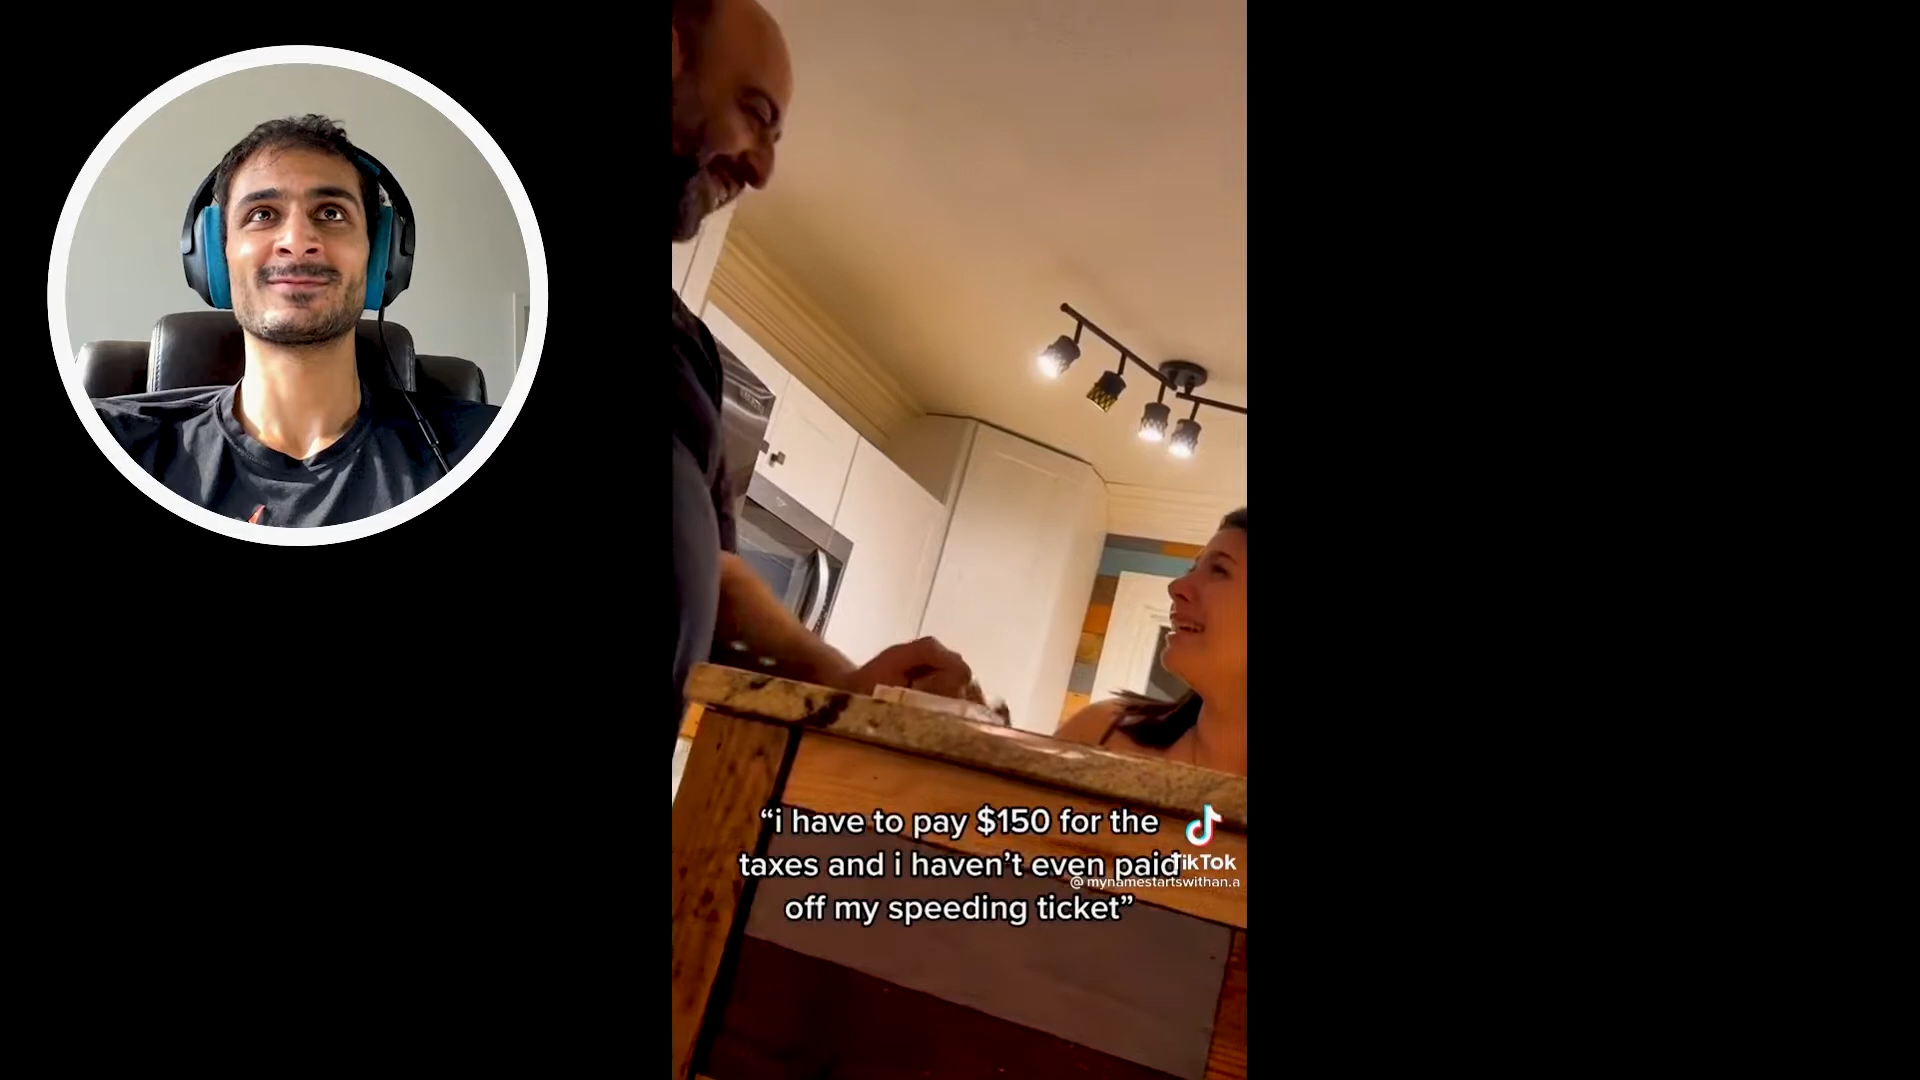 “i have to pay $150 for the
taxes and i haven’t even paid
off my speeding ticket”
TikTok
@mynamestartswithan.a